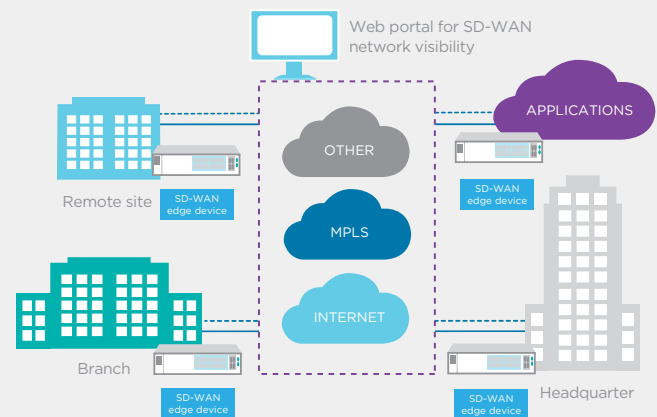 Web portal for SD-WAN
network visibility
APPLICATIONS
OTHER
SD-WAN
edge device
Remote site
SD-WAN
edge device
MPLS
INTERNET
Branch
SD-WAN
edge device
SD-WAN
edge device
Headquarter